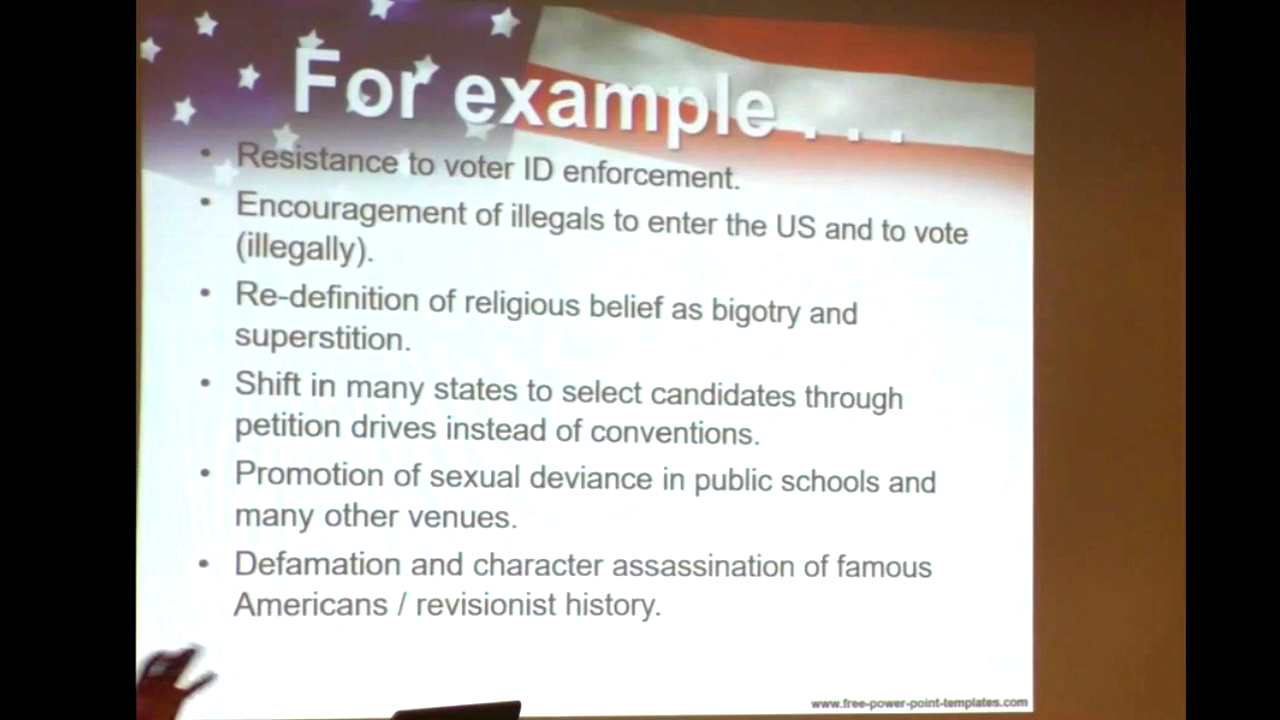 For example . . .
• Resistance to voter ID enforcement.
• Encouragement of illegals to enter the US and to vote
(illegally).
• Re-definition of religious belief as bigotry and
superstition.
• Shift in many states to select candidates through
petition drives instead of conventions.
• Promotion of sexual deviance in public schools and
many other venues.
• Defamation and character assassination of famous
Americans / revisionist history.
www.free-power-point-templates.com